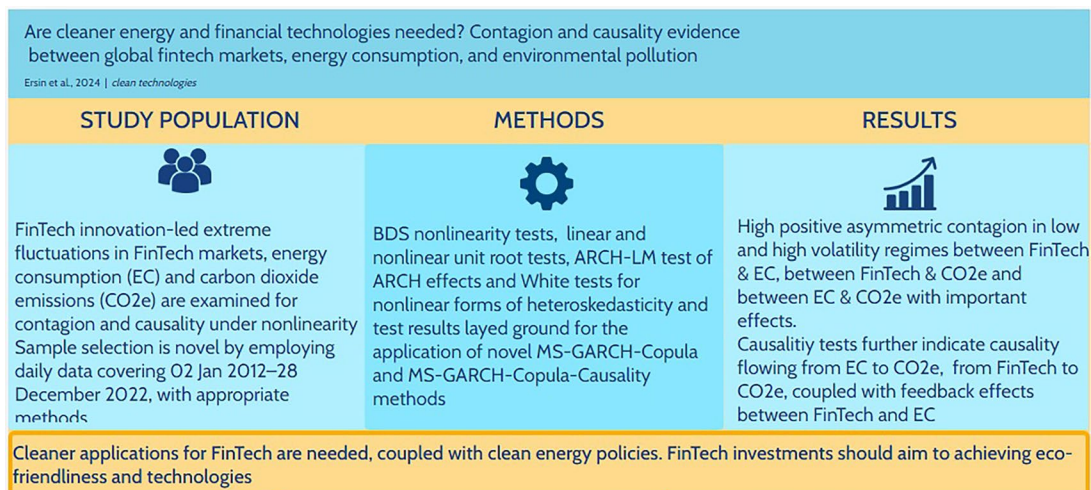 Are cleaner energy and financial technologies needed? Contagion and causality evidence
between global fintech markets, energy consumption, and environmental pollution
Ersin et al., 2024 | clean technologies
STUDY POPULATION
FinTech innovation-led extreme
fluctuations in FinTech markets, energy
consumption (EC) and carbon dioxide
emissions (CO2e) are examined for
contagion and causality under nonlinearity
Sample selection is novel by employing
daily data covering 02 Jan 2012–28
December 2022, with appropriate
methods
METHODS
BDS nonlinearity tests, linear and
nonlinear unit root tests, ARCH-LM test of
ARCH effects and White tests for
nonlinear forms of heteroskedasticity and
test results layed ground for the
application of novel MS-GARCH-Copula
and MS-GARCH-Copula-Causality
methods
RESULTS
High positive asymmetric contagion in low
and high volatility regimes between FinTech
& EC, between FinTech & CO2e and
between EC & CO2e with important
effects.
Causalitiy tests further indicate causality
flowing from EC to CO2e, from FinTech to
CO2e, coupled with feedback effects
between FinTech and EC
Cleaner applications for FinTech are needed, coupled with clean energy policies. FinTech investments should aim to achieving eco-
friendliness and technologies